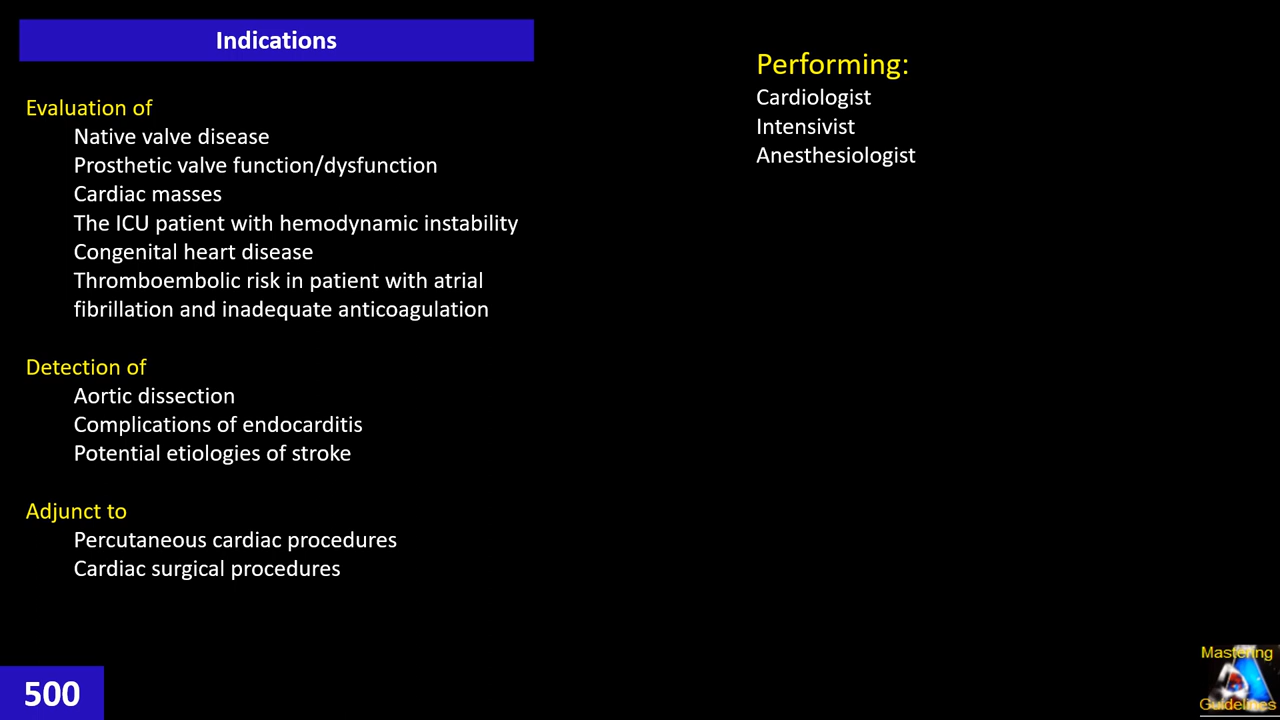 Indications
Evaluation of
Native valve disease
Prosthetic valve function/dysfunction
Cardiac masses
The ICU patient with hemodynamic instability
Congenital heart disease
Thromboembolic risk in patient with atrial
fibrillation and inadequate anticoagulation
Detection of
Aortic dissection
Complications of endocarditis
Potential etiologies of stroke
Adjunct to
Percutaneous cardiac procedures
Cardiac surgical procedures
Performing:
Cardiologist
Intensivist
Anesthesiologist
500
Mastering
Guidelines